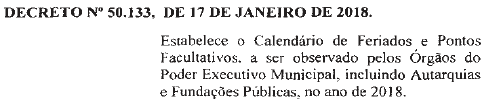 DECRETO Nº 50.133, DE 17 DE JANEIRO DE 2018.
Estabelece o Calendário de Feriados e Pontos
Facultativos, a ser observado pelos Órgãos do
Poder Executivo Municipal, incluindo Autarquias
e Fundações Públicas, no ano de 2018.